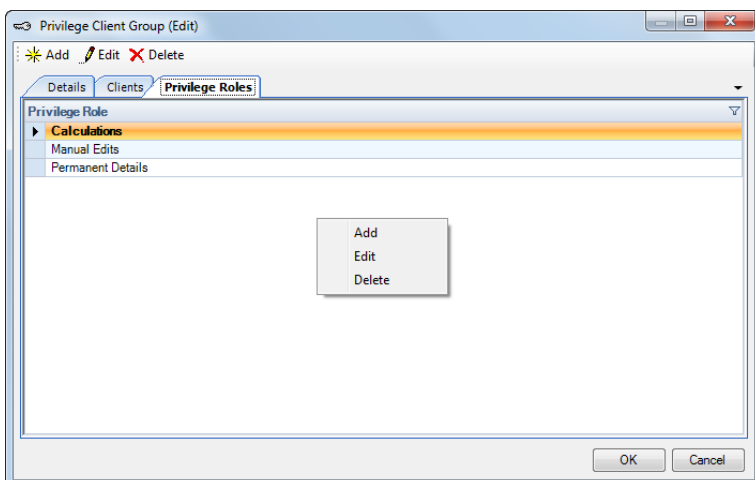 Privilege Client Group (Edit)
Add Edit Delete
Details Clients Privilege Roles
Privilege Role
Calculations
Manual Edits
Permanent Details
Add
Edit
Delete
OK Cancel